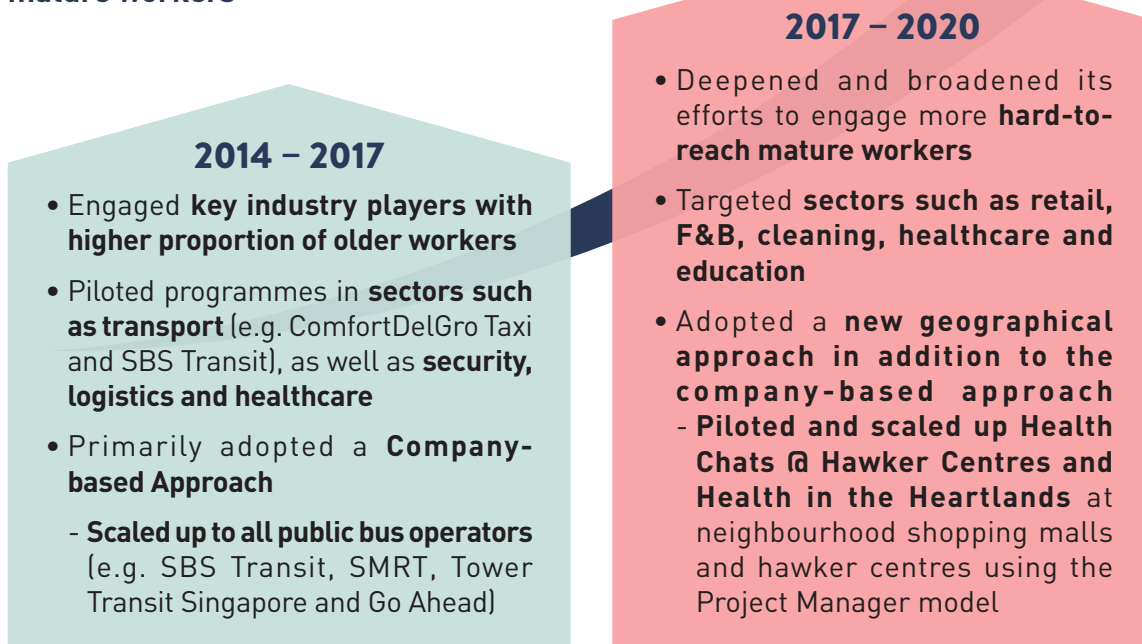 mature workers
2014 – 2017
• Engaged key industry players with
higher proportion of older workers
• Piloted programmes in sectors such
as transport (e.g. ComfortDelGro Taxi
and SBS Transit), as well as security,
logistics and healthcare
• Primarily adopted a Company-
based Approach
- Scaled up to all public bus operators
(e.g. SBS Transit, SMRT, Tower
Transit Singapore and Go Ahead)
2017 – 2020
• Deepened and broadened its
efforts to engage more hard-to-
reach mature workers
• Targeted sectors such as retail,
F&B, cleaning, healthcare and
education
• Adopted a new geographical
approach in addition to the
company-based approach
- Piloted and scaled up Health
Chats @ Hawker Centres and
Health in the Heartlands at
neighbourhood shopping malls
and hawker centres using the
Project Manager model